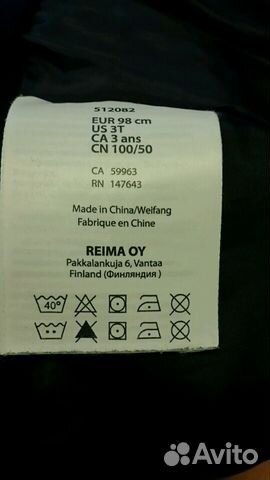 512082
EUR 98 cm
US 3T
CA 3 ans
CN 100/50
CA 59963
RN 147643
Made in China/Weifang
Fabrique en Chine
REIMA OY
Pakkalankuja 6, Vantaa
Finland (Финляндия )
40°
Avito